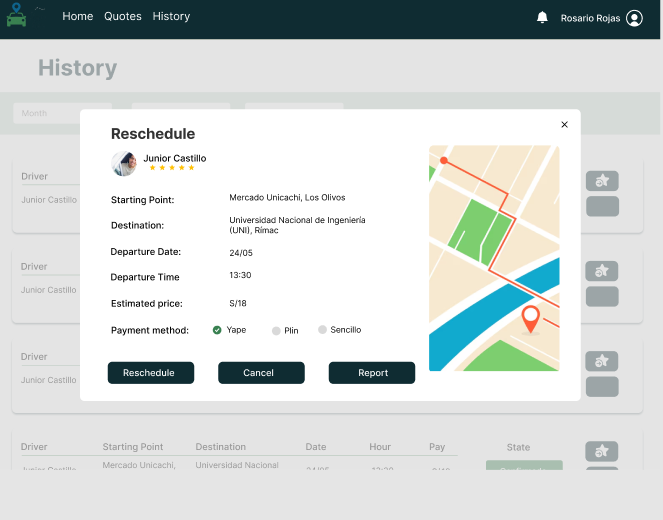 Home Quotes History
Rosario Rojas
History
Month
Reschedule
Junior Castillo
Starting Point: Mercado Unicachi, Los Olivos
Destination: Universidad Nacional de Ingeniería
(UNI), Rimac
Departure Date: 24/05
Departure Time 13:30
Estimated price: S/18
Payment method: Yape Plin Sencillo
Reschedule Cancel Report
Driver
Junior Castillo
Driver
Junior Castillo
Driver
Junior Castillo
Driver Starting Point Destination Date Hour Pay State
Junior Castillo Mercado Unicachi, Universidad Nacional 24/05 13:30